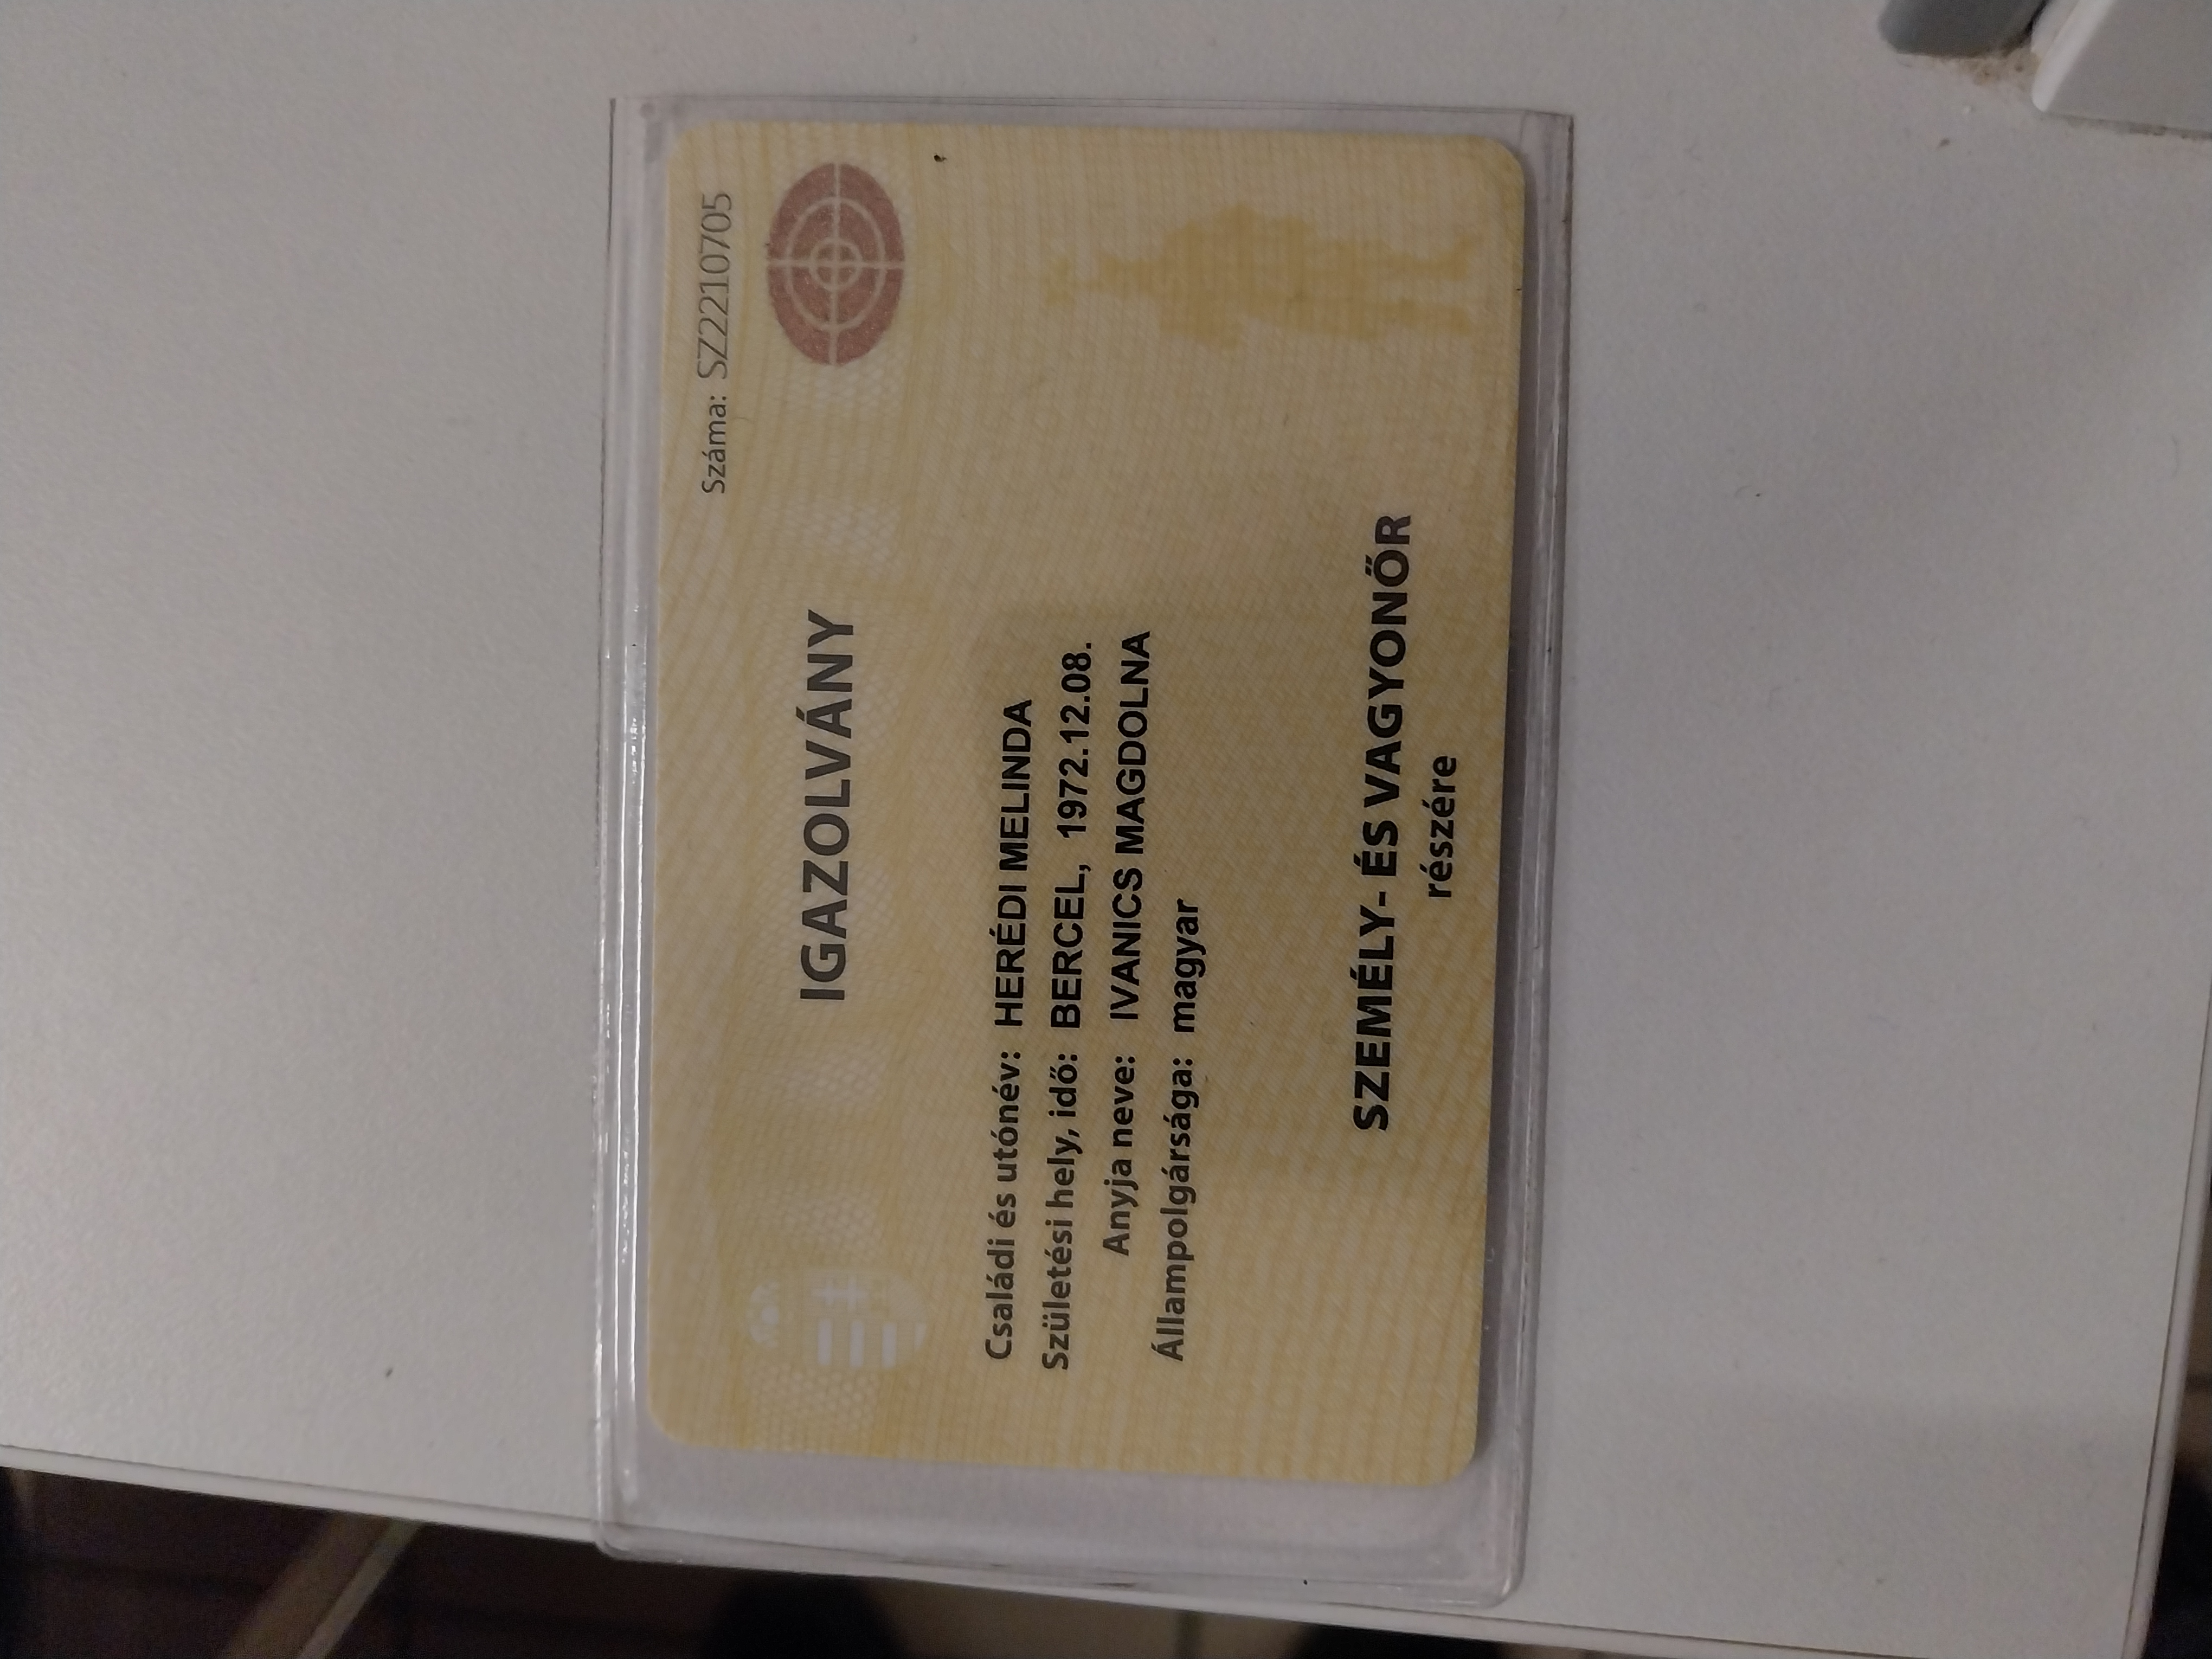 Száma: SZ2210705
IGAZOLVÁNY
Családi és utónév: HERÉDI MELINDA
Születési hely, idő: BERCEL, 1972.12.08.
Anyja neve: IVANICS MAGDOLNA
Állampolgársága: magyar
SZEMÉLY- ÉS VAGYONŐR
részére